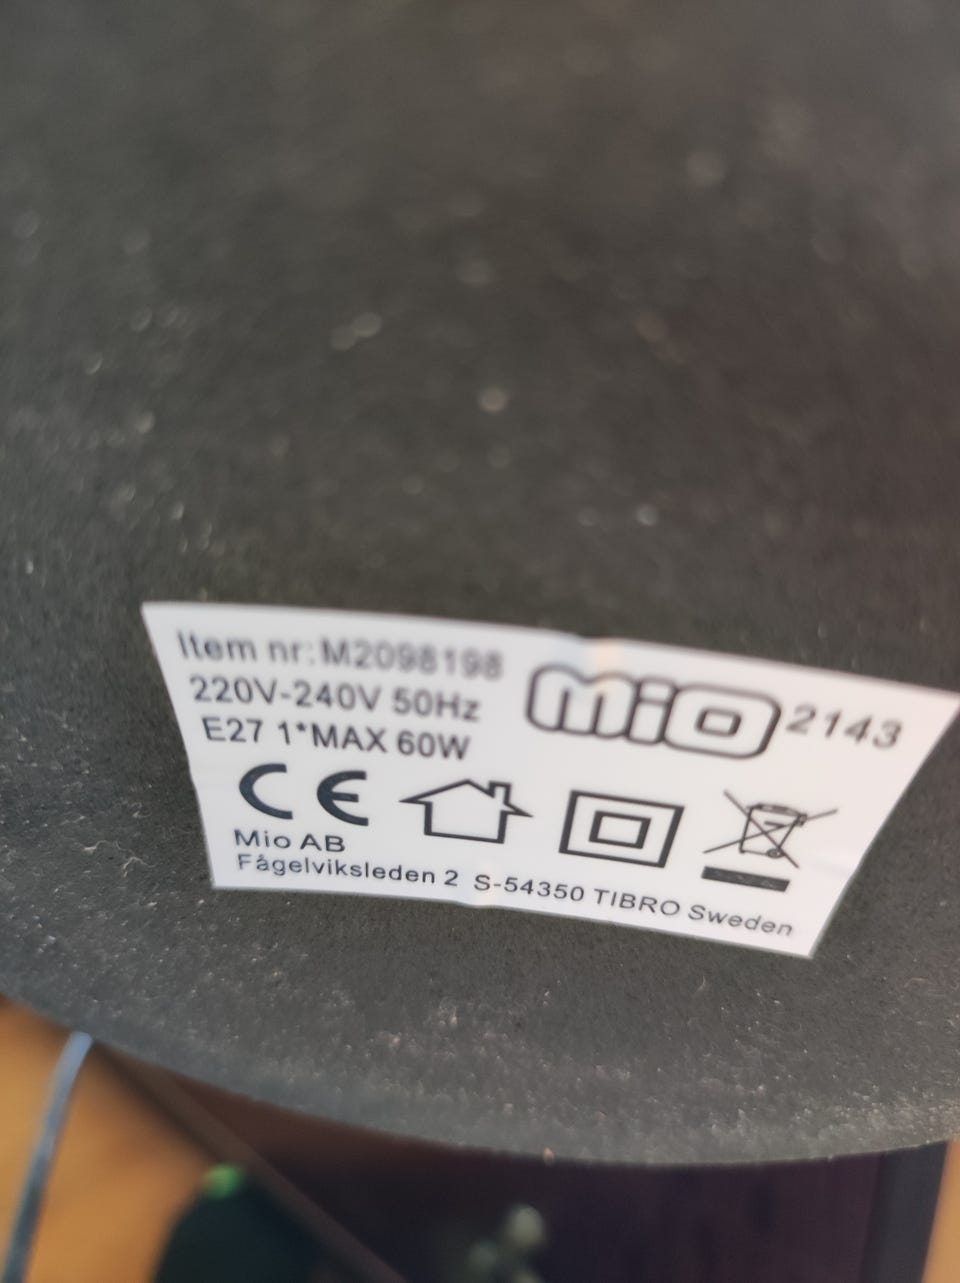 Item nr: M2098198
220V-240V 50Hz
E27 1*MAX 60W
mio 2143
CE
Mio AB
Fågelviksleden 2 S-54350 TIBRO Sweden